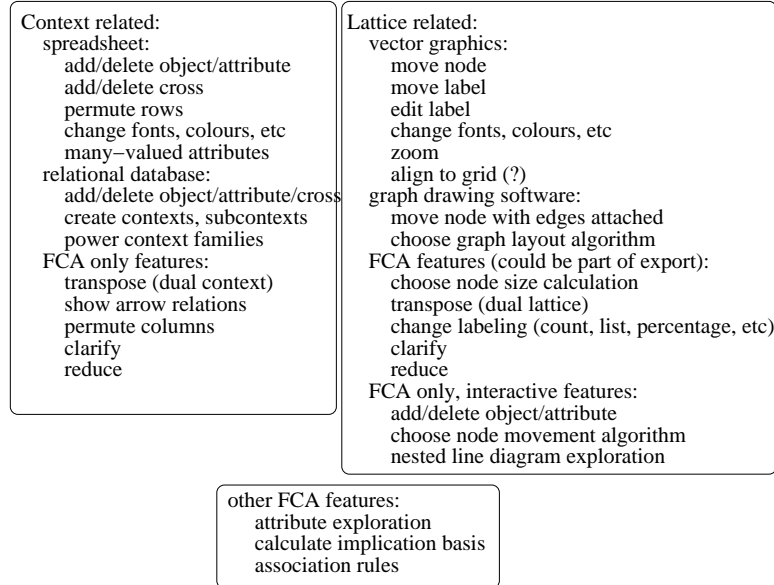 Context related:
spreadsheet:
add/delete object/attribute
add/delete cross
permute rows
change fonts, colours, etc
many−valued attributes
relational database:
add/delete object/attribute/cross
create contexts, subcontexts
power context families
FCA only features:
transpose (dual context)
show arrow relations
permute columns
clarify
reduce
Lattice related:
vector graphics:
move node
move label
edit label
change fonts, colours, etc
zoom
align to grid (?)
graph drawing software:
move node with edges attached
choose graph layout algorithm
FCA features (could be part of export):
choose node size calculation
transpose (dual lattice)
change labeling (count, list, percentage, etc)
clarify
reduce
FCA only, interactive features:
add/delete object/attribute
choose node movement algorithm
nested line diagram exploration
other FCA features:
attribute exploration
calculate implication basis
association rules